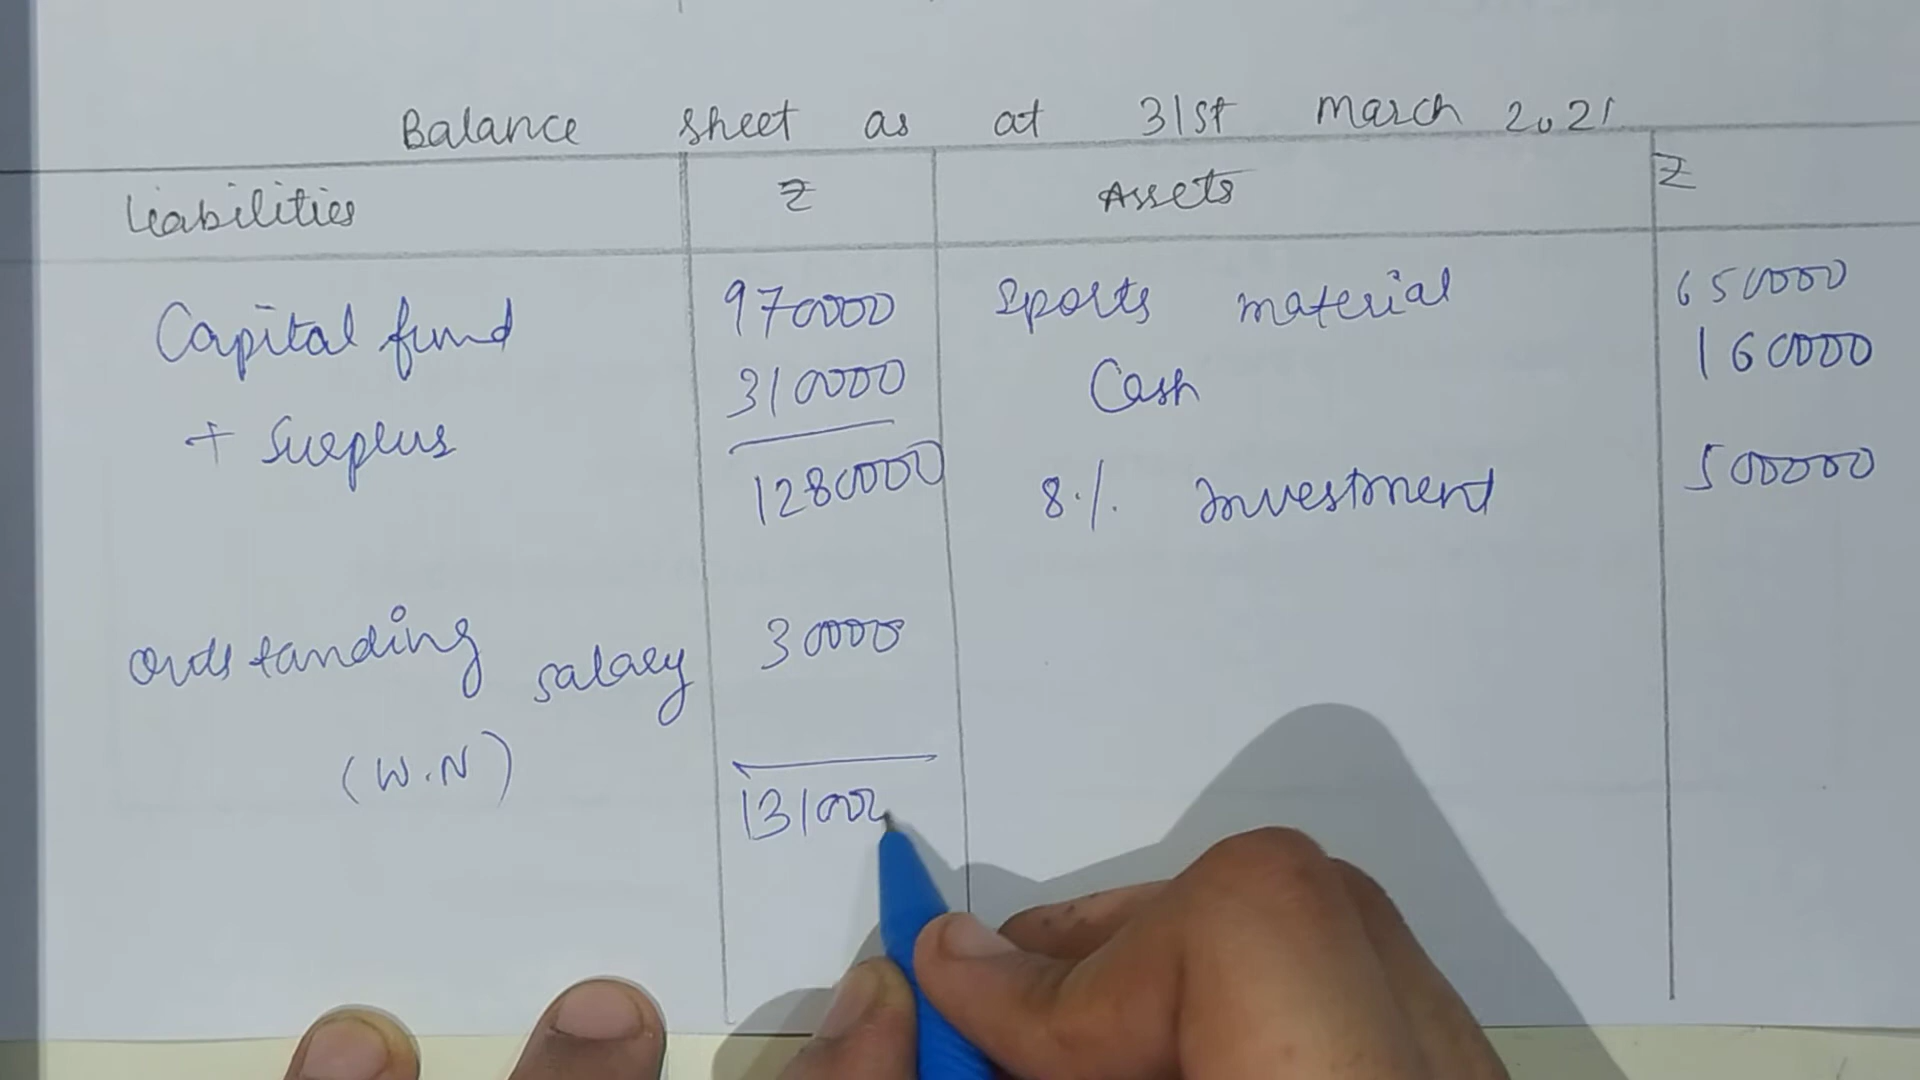 Balance sheet as at 31st March 2021
Liabilities ₹ Assets ₹
Capital fund 970000 Sports material 650000
+ Surplus 310000 Cash 160000
1280000 8% Investment 500000
Outstanding salary 30000
(W.N)
131000